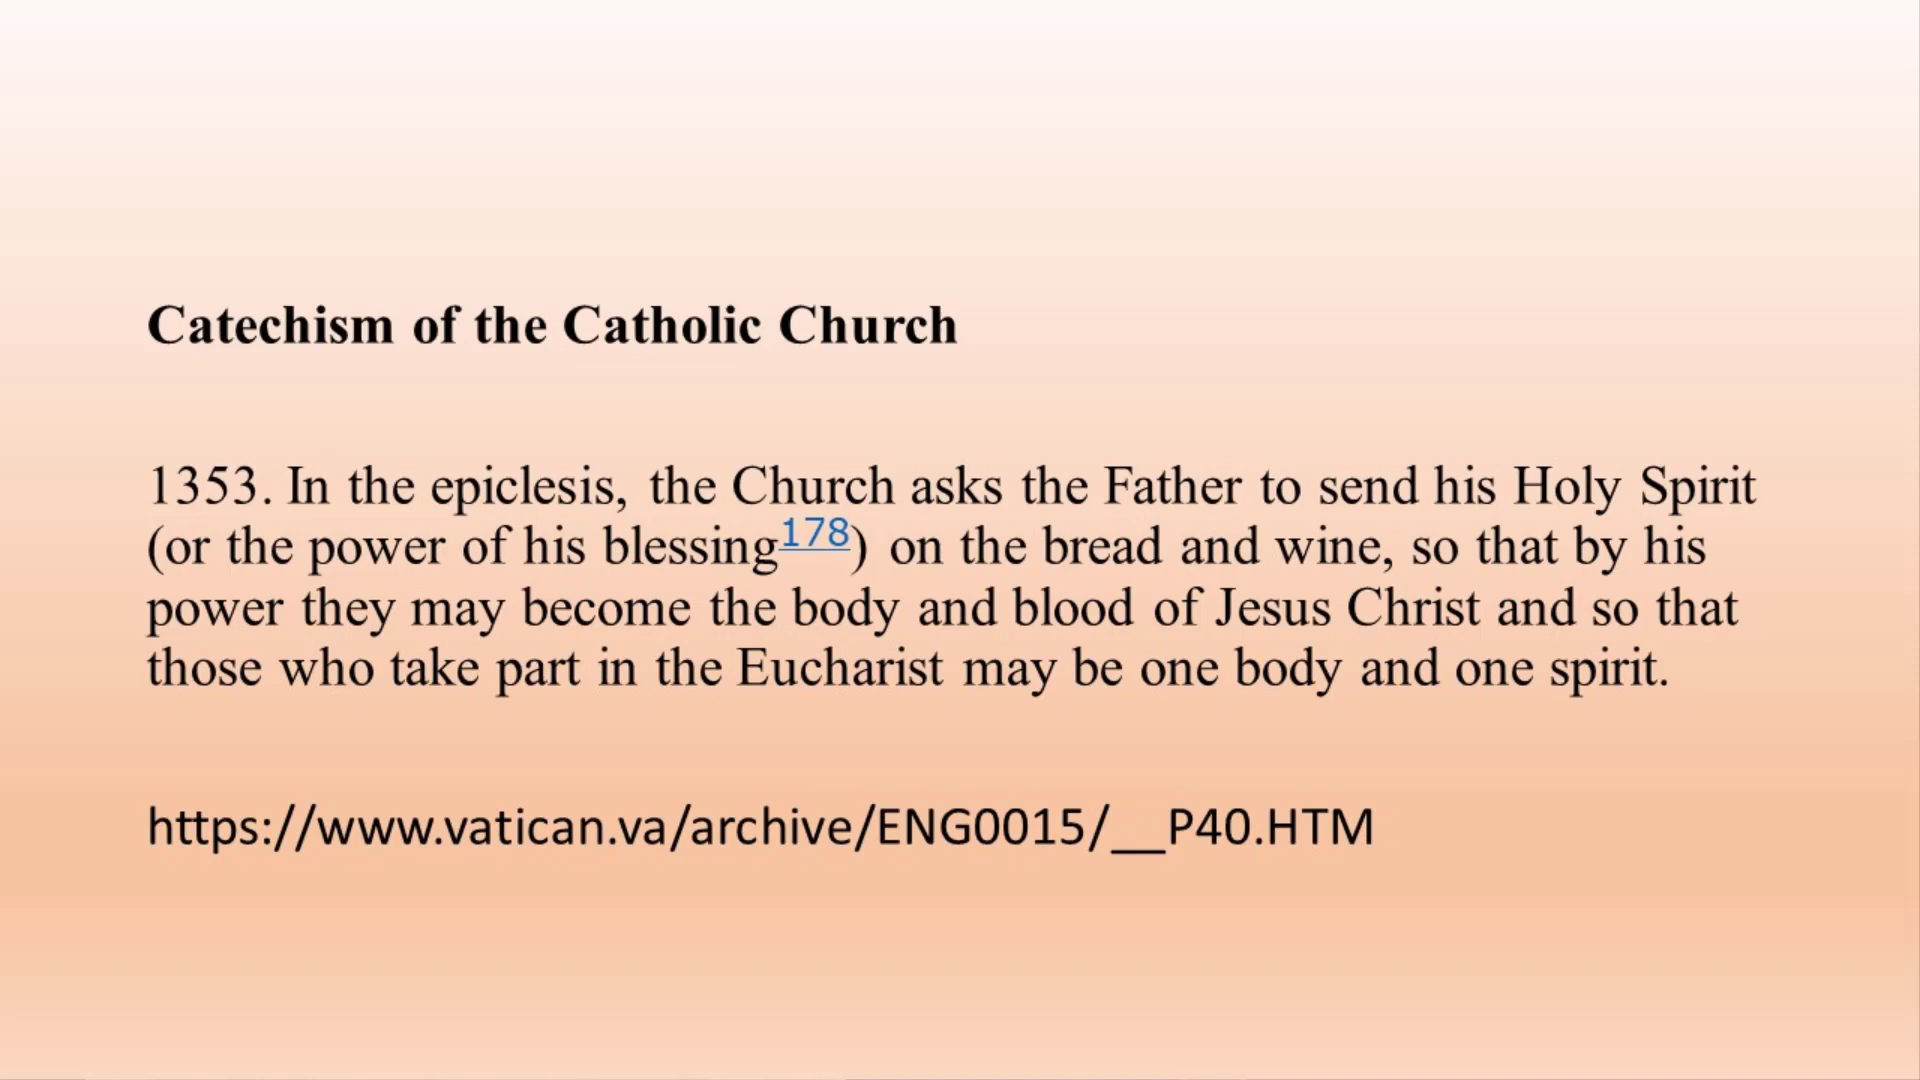 Catechism of the Catholic Church
1353. In the epiclesis, the Church asks the Father to send his Holy Spirit
(or the power of his blessing178) on the bread and wine, so that by his
power they may become the body and blood of Jesus Christ and so that
those who take part in the Eucharist may be one body and one spirit.
https://www.vatican.va/archive/ENG0015/__P40.HTM